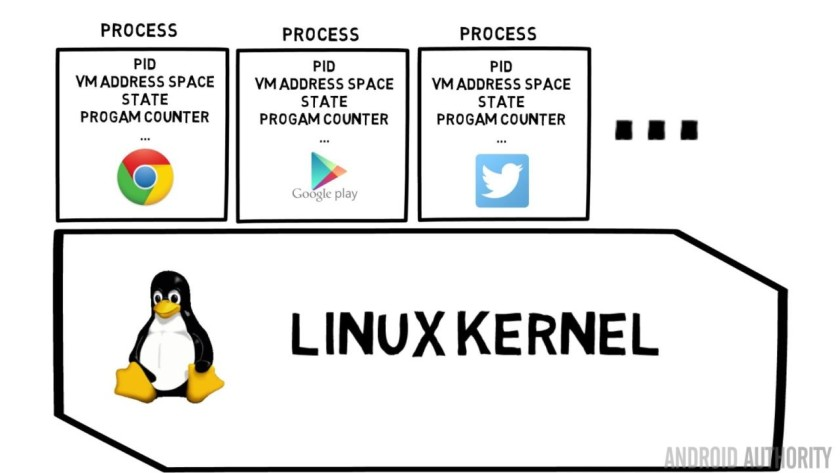 PROCESS
PID
VM ADDRESS SPACE
STATE
PROGAM COUNTER
...
PROCESS
PID
VM ADDRESS SPACE
STATE
PROGAM COUNTER
...
Google play
PROCESS
PID
VM ADDRESS SPACE
STATE
PROGAM COUNTER
...
...
LINUX KERNEL
ANDROID AUTHORITY